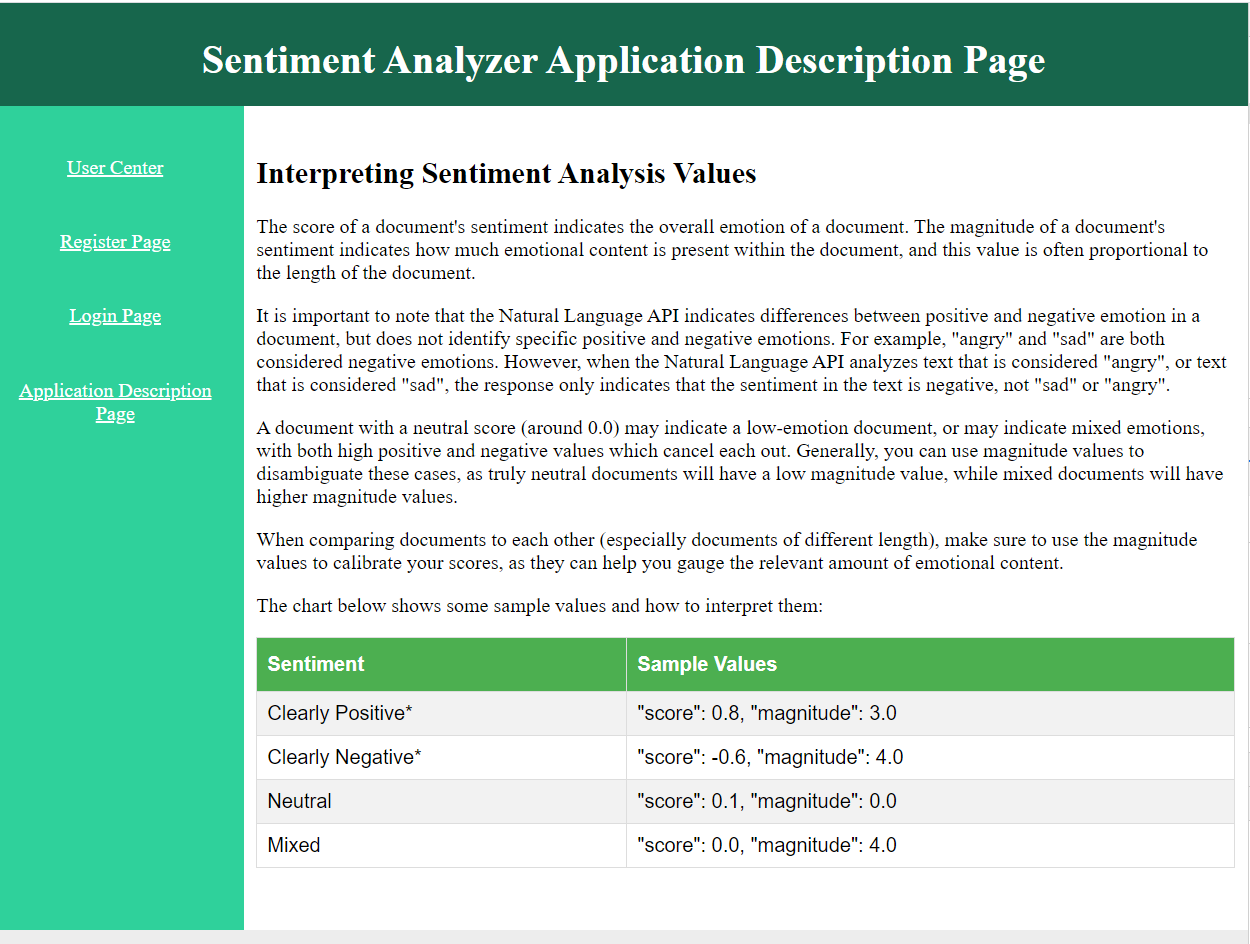 Sentiment Analyzer Application Description Page
User Center
Register Page
Login Page
Application Description
Page
Interpreting Sentiment Analysis Values
The score of a document's sentiment indicates the overall emotion of a document. The magnitude of a document's
sentiment indicates how much emotional content is present within the document, and this value is often proportional to
the length of the document.
It is important to note that the Natural Language API indicates differences between positive and negative emotion in a
document, but does not identify specific positive and negative emotions. For example, "angry" and "sad" are both
considered negative emotions. However, when the Natural Language API analyzes text that is considered "angry", or text
that is considered "sad", the response only indicates that the sentiment in the text is negative, not "sad" or "angry".
A document with a neutral score (around 0.0) may indicate a low-emotion document, or may indicate mixed emotions,
with both high positive and negative values which cancel each out. Generally, you can use magnitude values to
disambiguate these cases, as truly neutral documents will have a low magnitude value, while mixed documents will have
higher magnitude values.
When comparing documents to each other (especially documents of different length), make sure to use the magnitude
values to calibrate your scores, as they can help you gauge the relevant amount of emotional content.
The chart below shows some sample values and how to interpret them:
Sentiment Sample Values
Clearly Positive* "score": 0.8, "magnitude": 3.0
Clearly Negative* "score": -0.6, "magnitude": 4.0
Neutral "score": 0.1, "magnitude": 0.0
Mixed "score": 0.0, "magnitude": 4.0